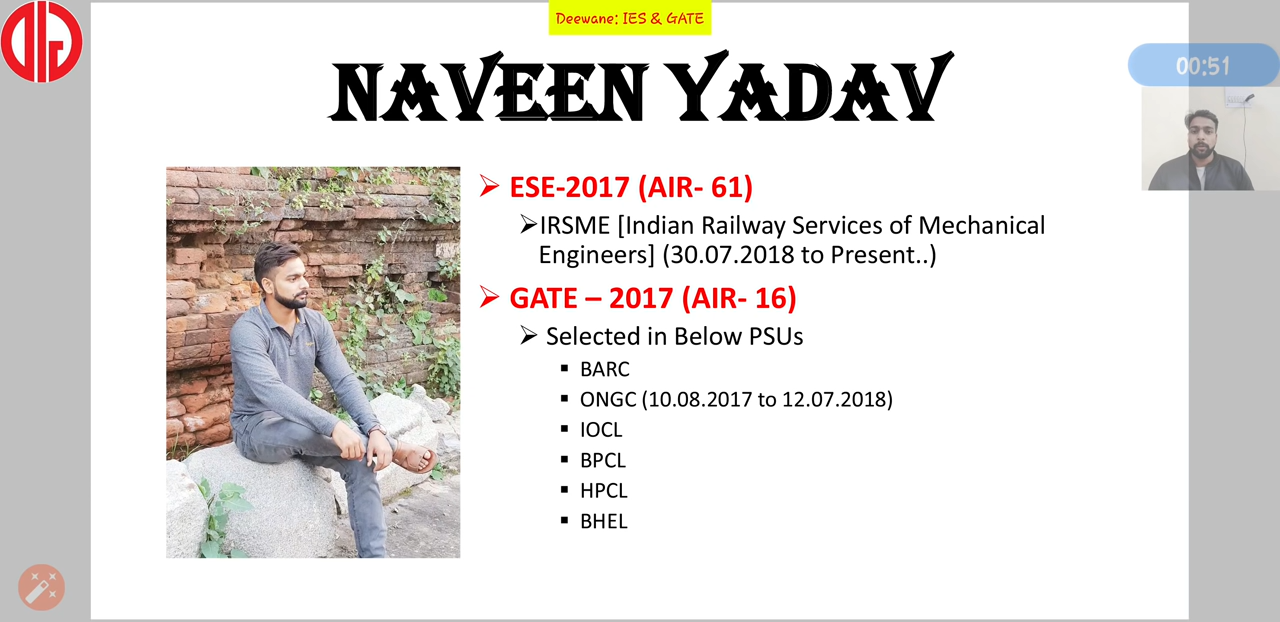 Deewane: IES & GATE
NAVEEN YADAV
00:51
ESE-2017 (AIR- 61)
IRSME [Indian Railway Services of Mechanical
Engineers] (30.07.2018 to Present..)
GATE – 2017 (AIR- 16)
Selected in Below PSUs
BARC
ONGC (10.08.2017 to 12.07.2018)
IOCL
BPCL
HPCL
BHEL